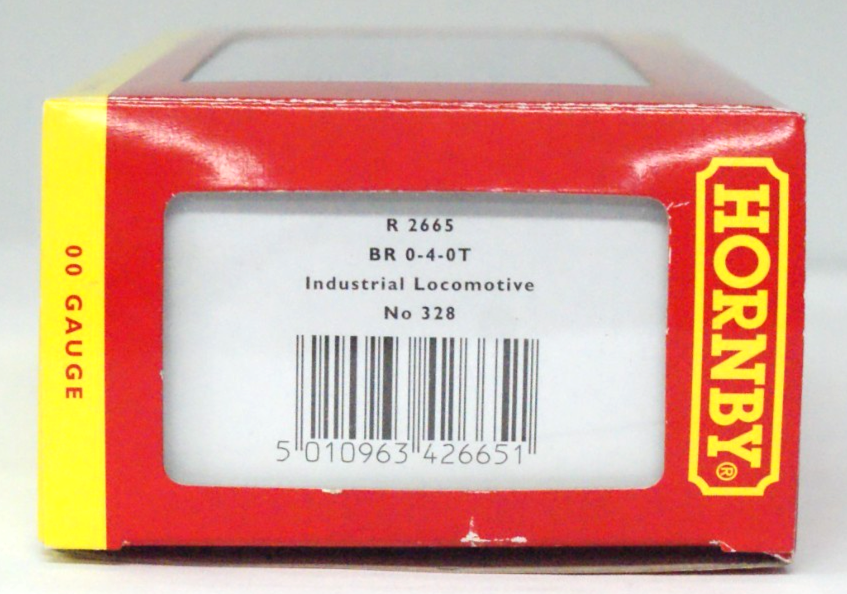 00 GAUGE
R 2665
BR 0-4-0T
Industrial Locomotive
No 328
5 010963 426651
HORNBY®